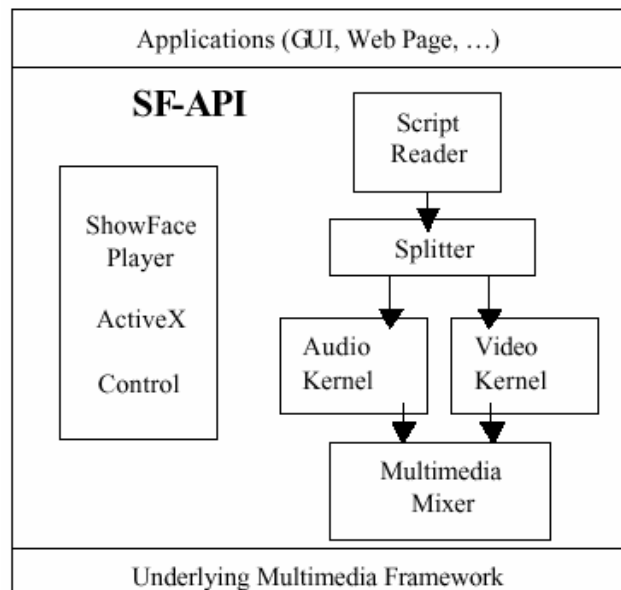 Applications (GUI, Web Page, …)
SF-API
Script
Reader
ShowFace
Player
ActiveX
Control
Splitter
Audio
Kernel
Video
Kernel
Multimedia
Mixer
Underlying Multimedia Framework